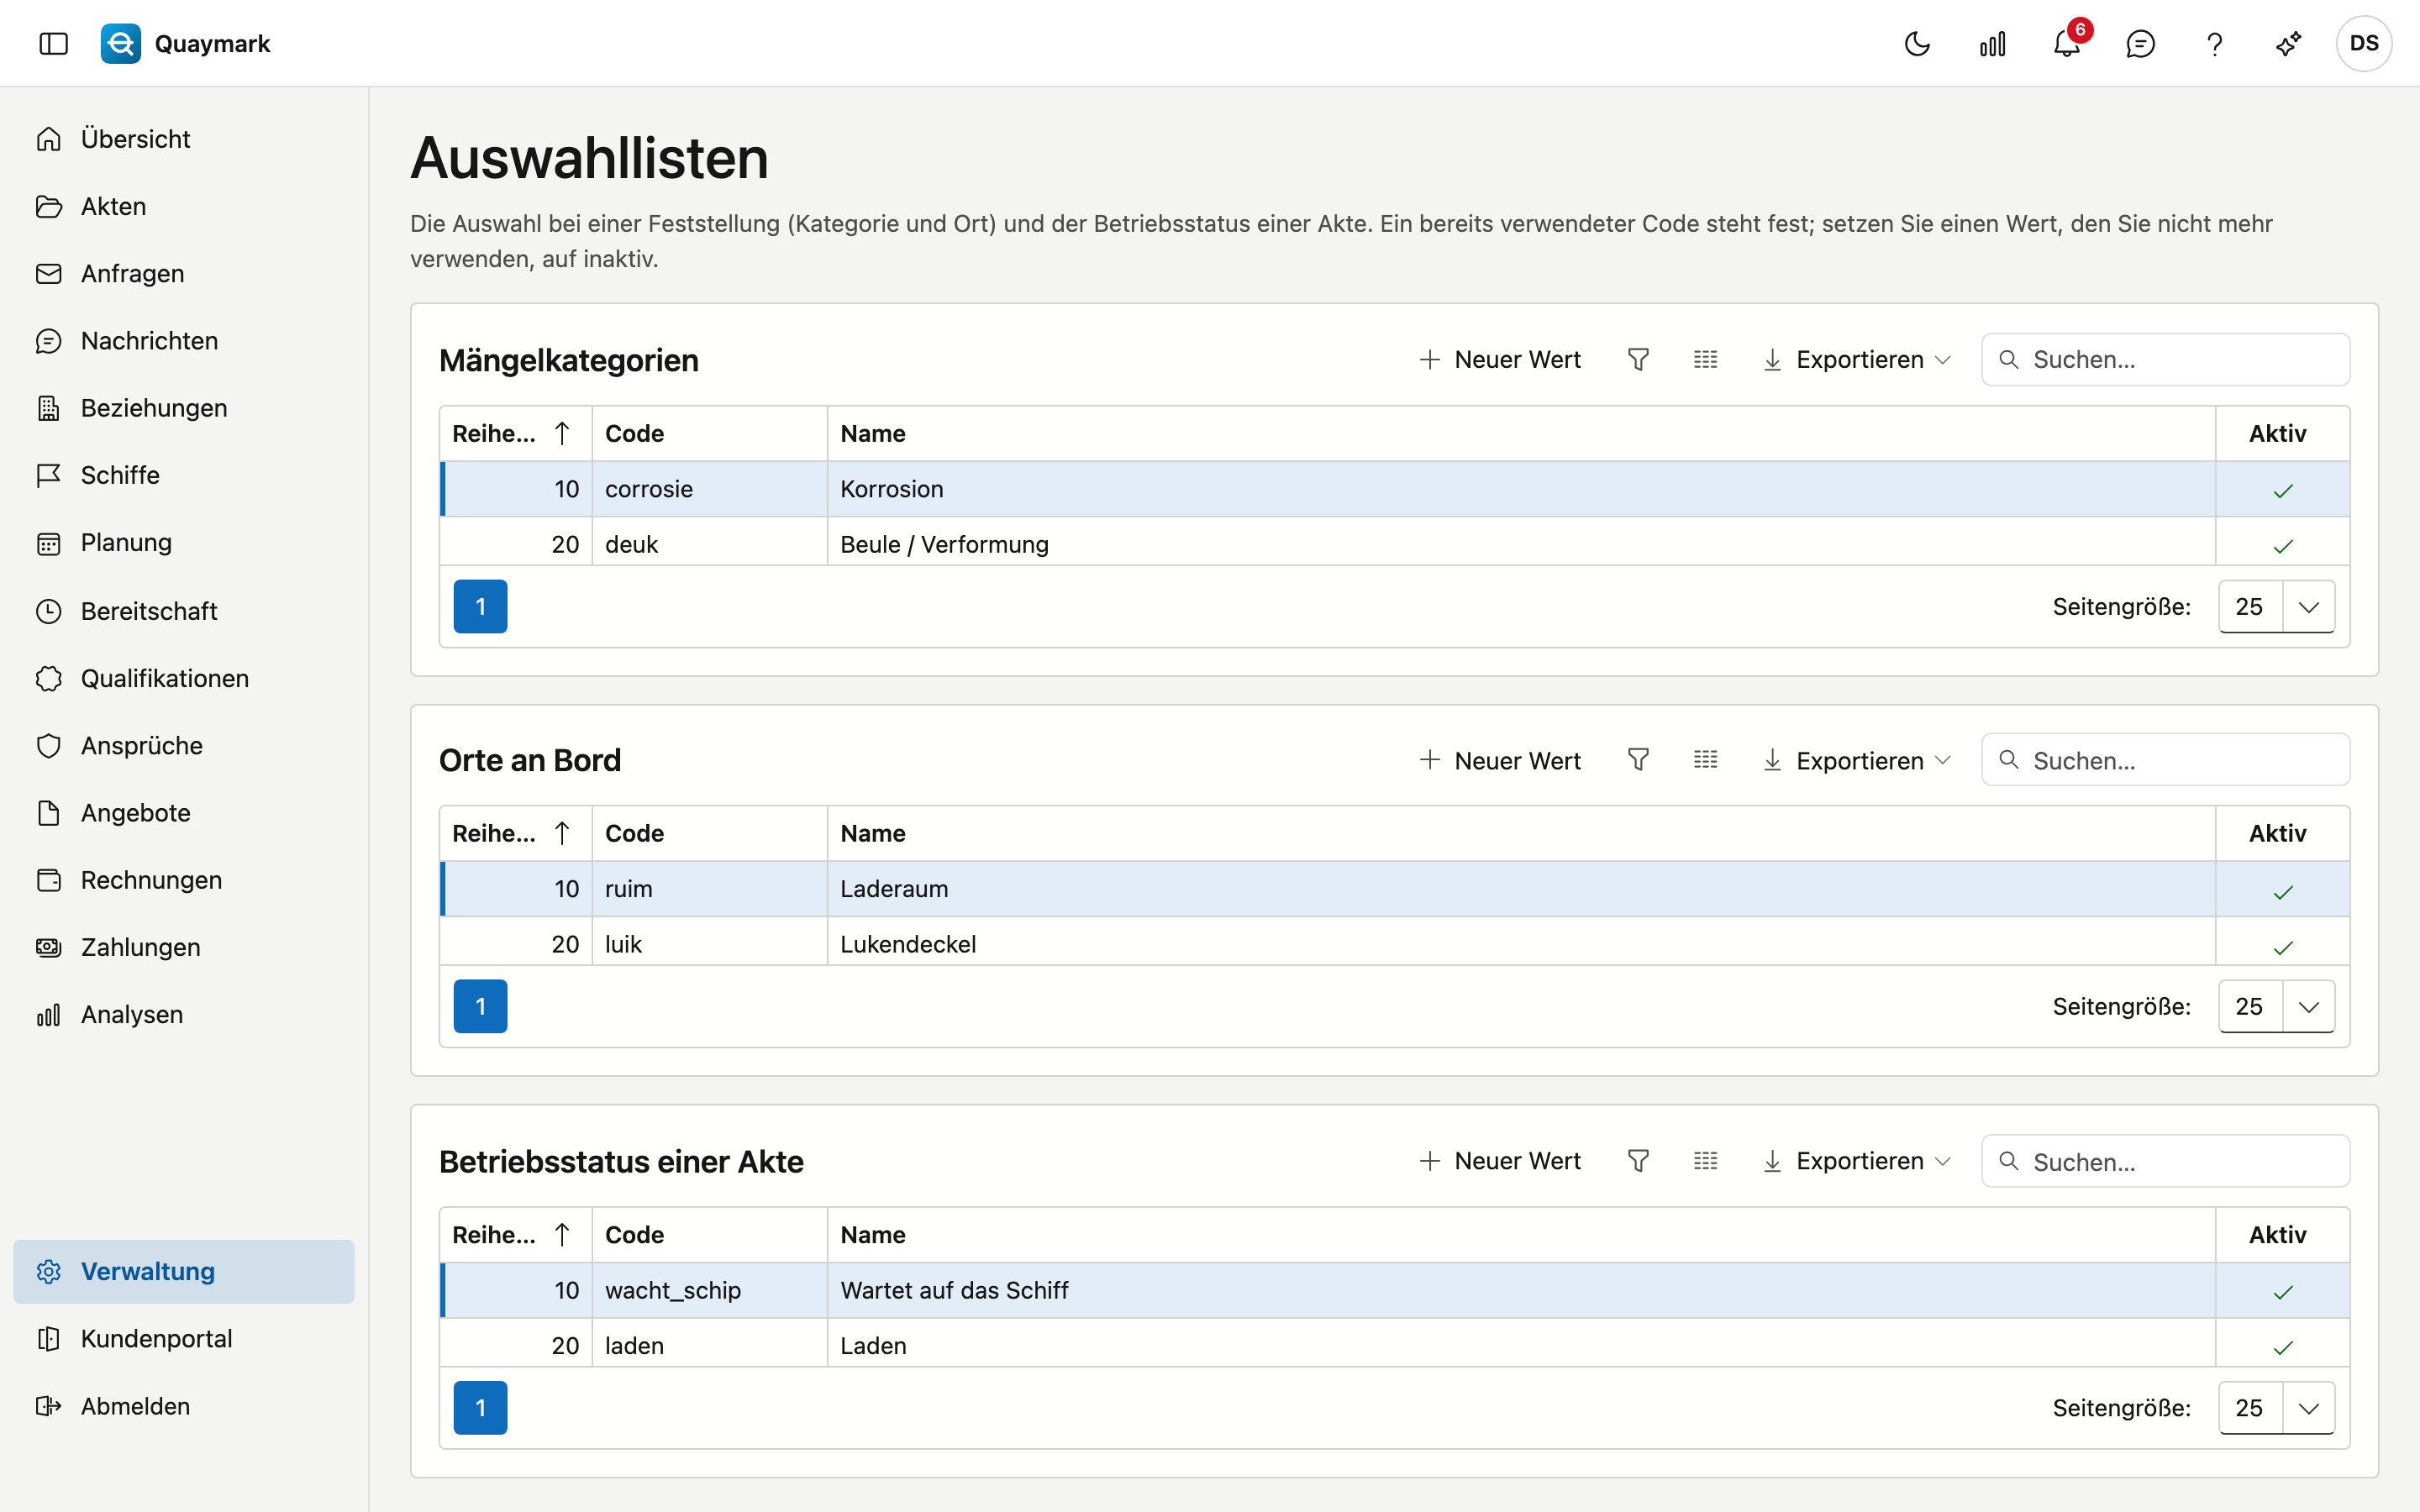 Quaymark
6
DS
Übersicht
Akten
Anfragen
Nachrichten
Beziehungen
Schiffe
Planung
Bereitschaft
Qualifikationen
Ansprüche
Angebote
Rechnungen
Zahlungen
Analysen
Verwaltung
Kundenportal
Abmelden
Auswahllisten
Die Auswahl bei einer Feststellung (Kategorie und Ort) und der Betriebsstatus einer Akte. Ein bereits verwendeter Code steht fest; setzen Sie einen Wert, den Sie nicht mehr
verwenden, auf inaktiv.
Mängelkategorien
Neuer Wert
Exportieren
Suchen...
Reihe... Code Name Aktiv
10 corrosie Korrosion
20 deuk Beule / Verformung
1 Seitengröße: 25
Orte an Bord
Neuer Wert
Exportieren
Suchen...
Reihe... Code Name Aktiv
10 ruim Laderaum
20 luik Lukendeckel
1 Seitengröße: 25
Betriebsstatus einer Akte
Neuer Wert
Exportieren
Suchen...
Reihe... Code Name Aktiv
10 wacht_schip Wartet auf das Schiff
20 laden Laden
1 Seitengröße: 25